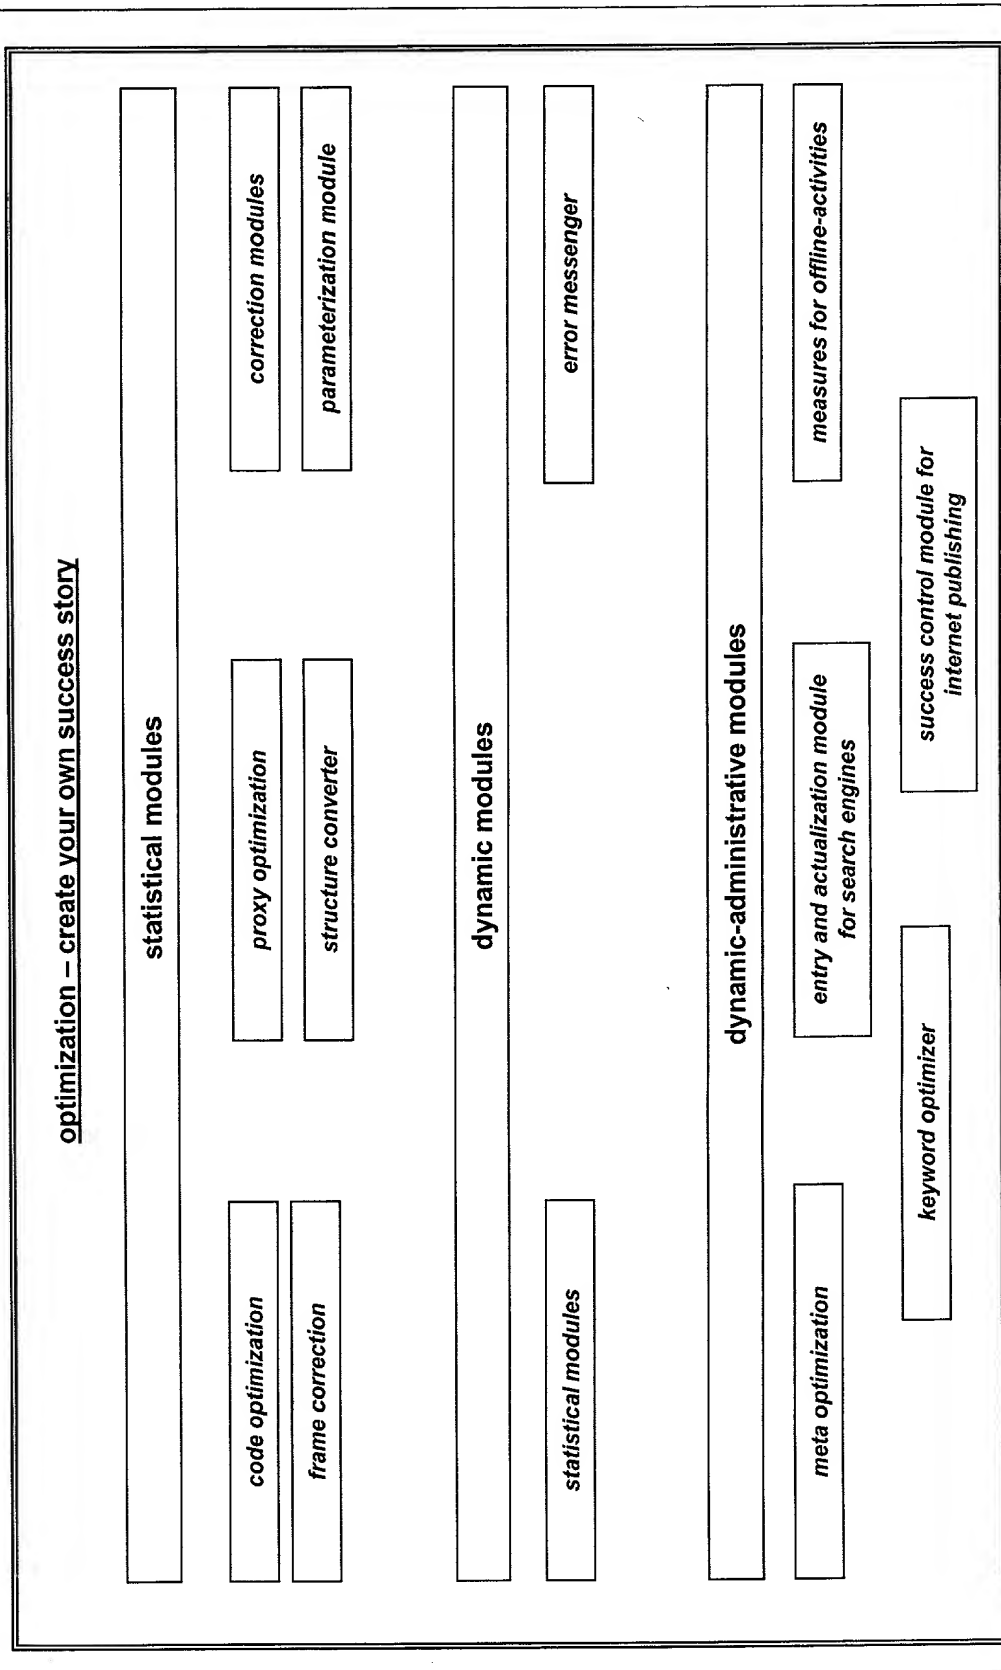 optimization – create your own success story
statistical modules
code optimization
proxy optimization
correction modules
frame correction
structure converter
parameterization module
dynamic modules
statistical modules
error messenger
dynamic-administrative modules
meta optimization
entry and actualization module
for search engines
measures for offline-activities
keyword optimizer
success control module for
internet publishing